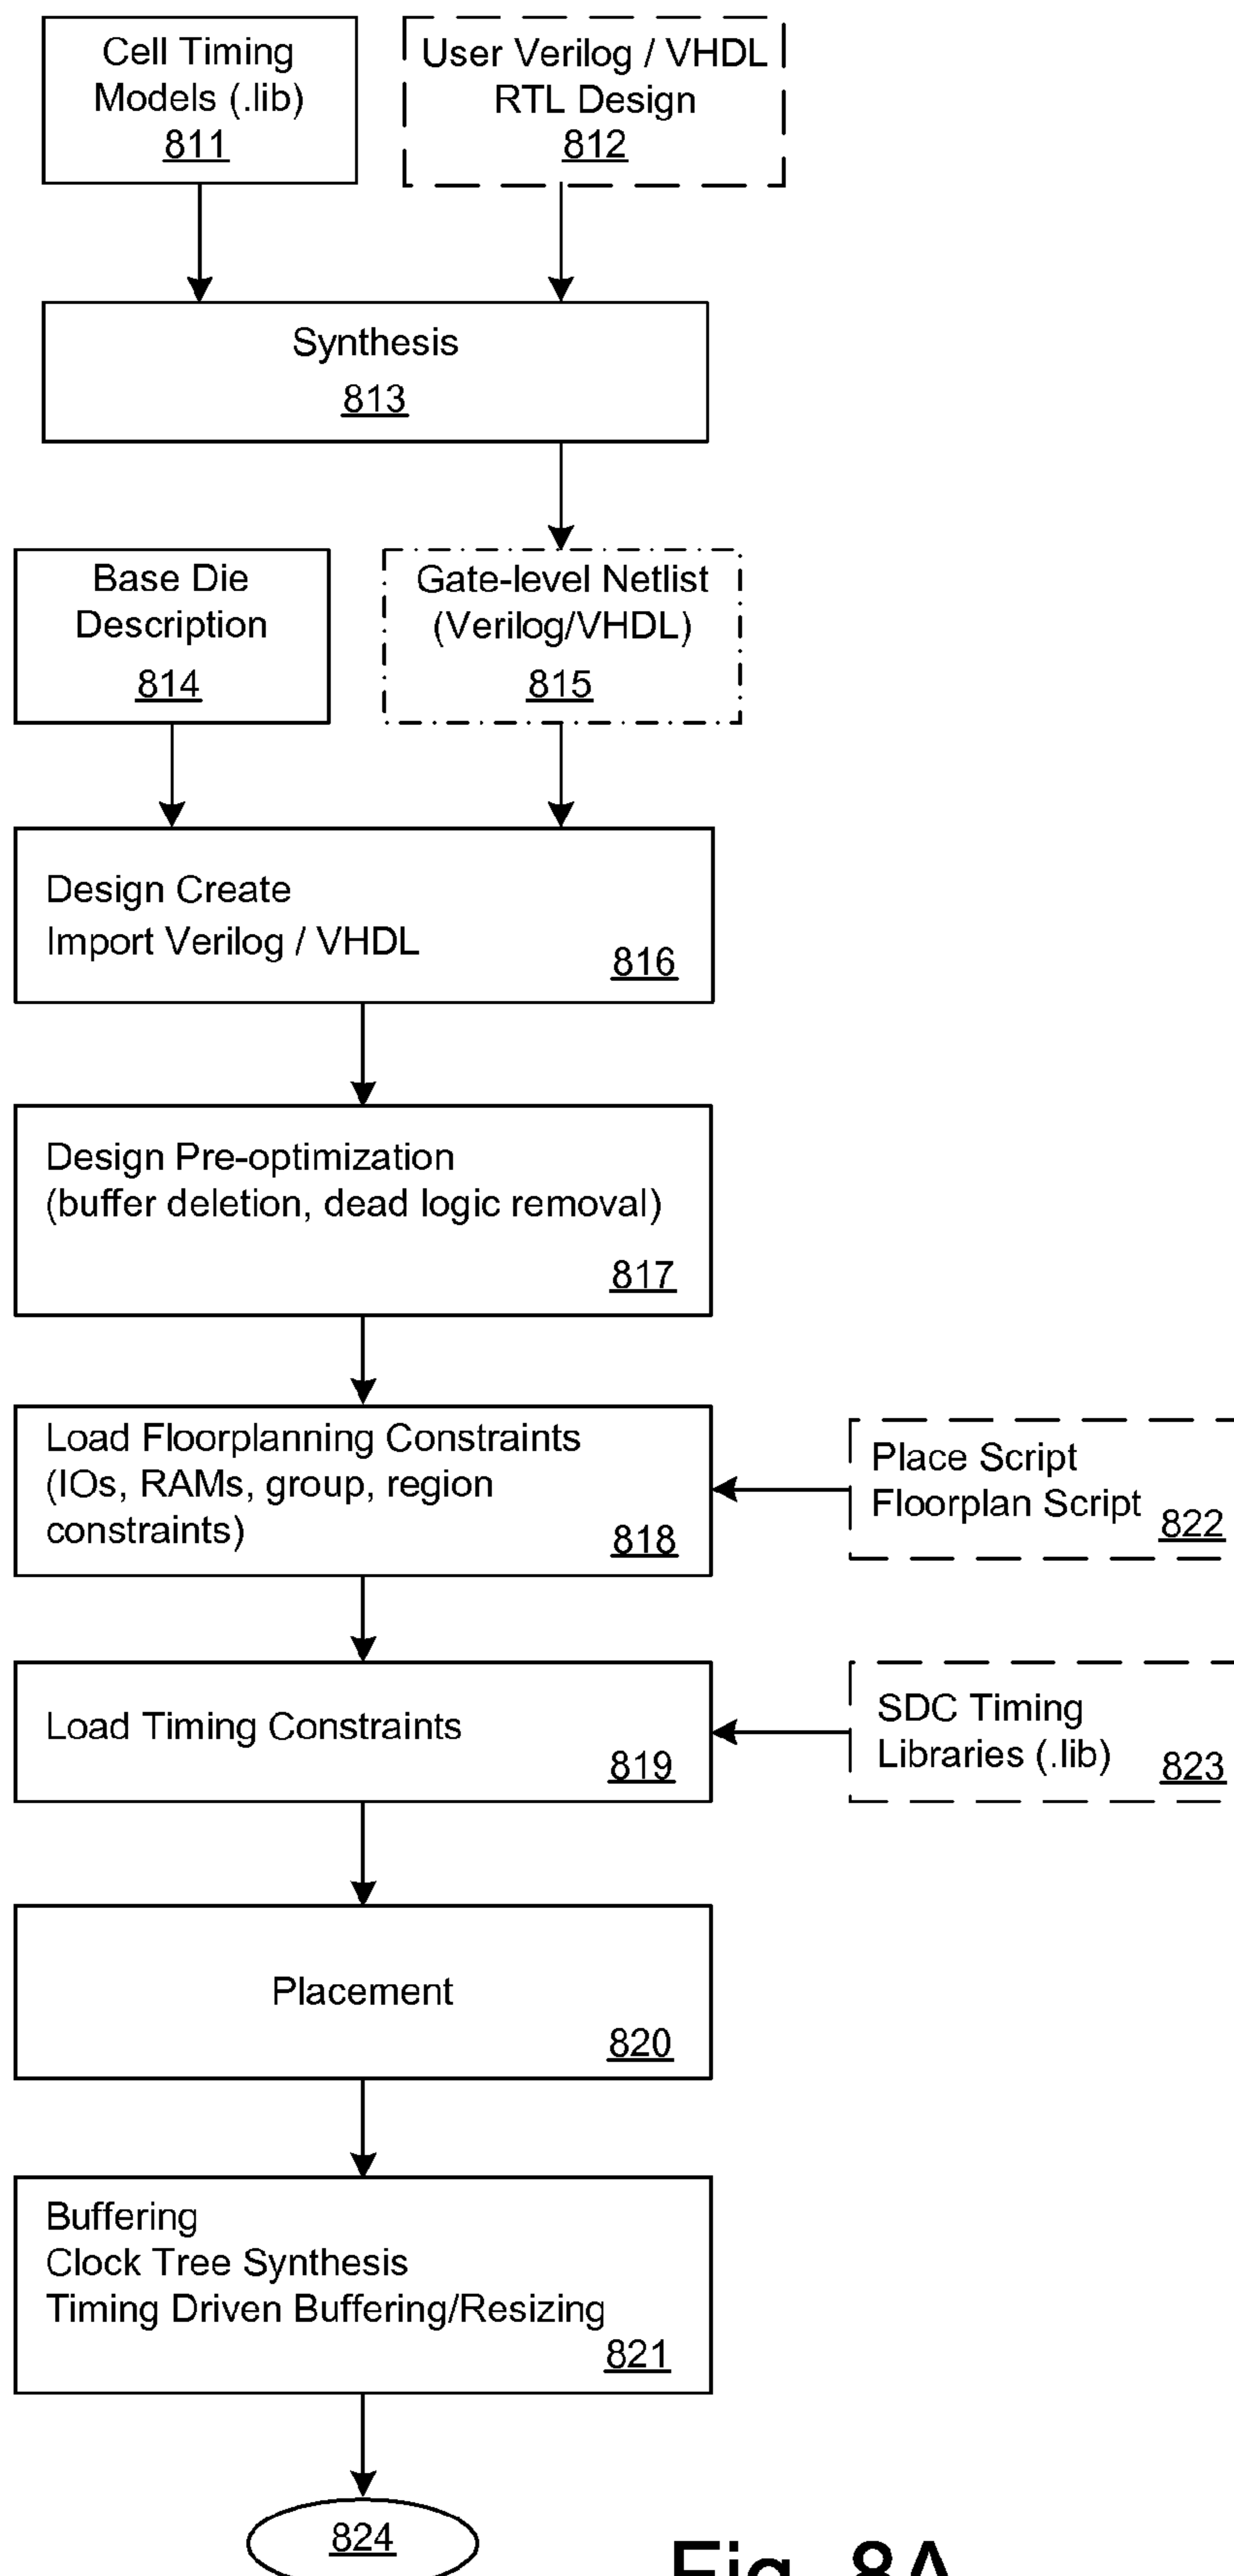 Cell Timing
Models (.lib)
811
User Verilog / VHDL
RTL Design
812
Synthesis
813
Base Die
Description
814
Gate-level Netlist
(Verilog/VHDL)
815
Design Create
Import Verilog / VHDL
816
Design Pre-optimization
(buffer deletion, dead logic removal)
817
Load Floorplanning Constraints
(IOs, RAMs, group, region
constraints)
818
Place Script
Floorplan Script
822
Load Timing Constraints
819
SDC Timing
Libraries (.lib)
823
Placement
820
Buffering
Clock Tree Synthesis
Timing Driven Buffering/Resizing
821
824
Fig. 8A